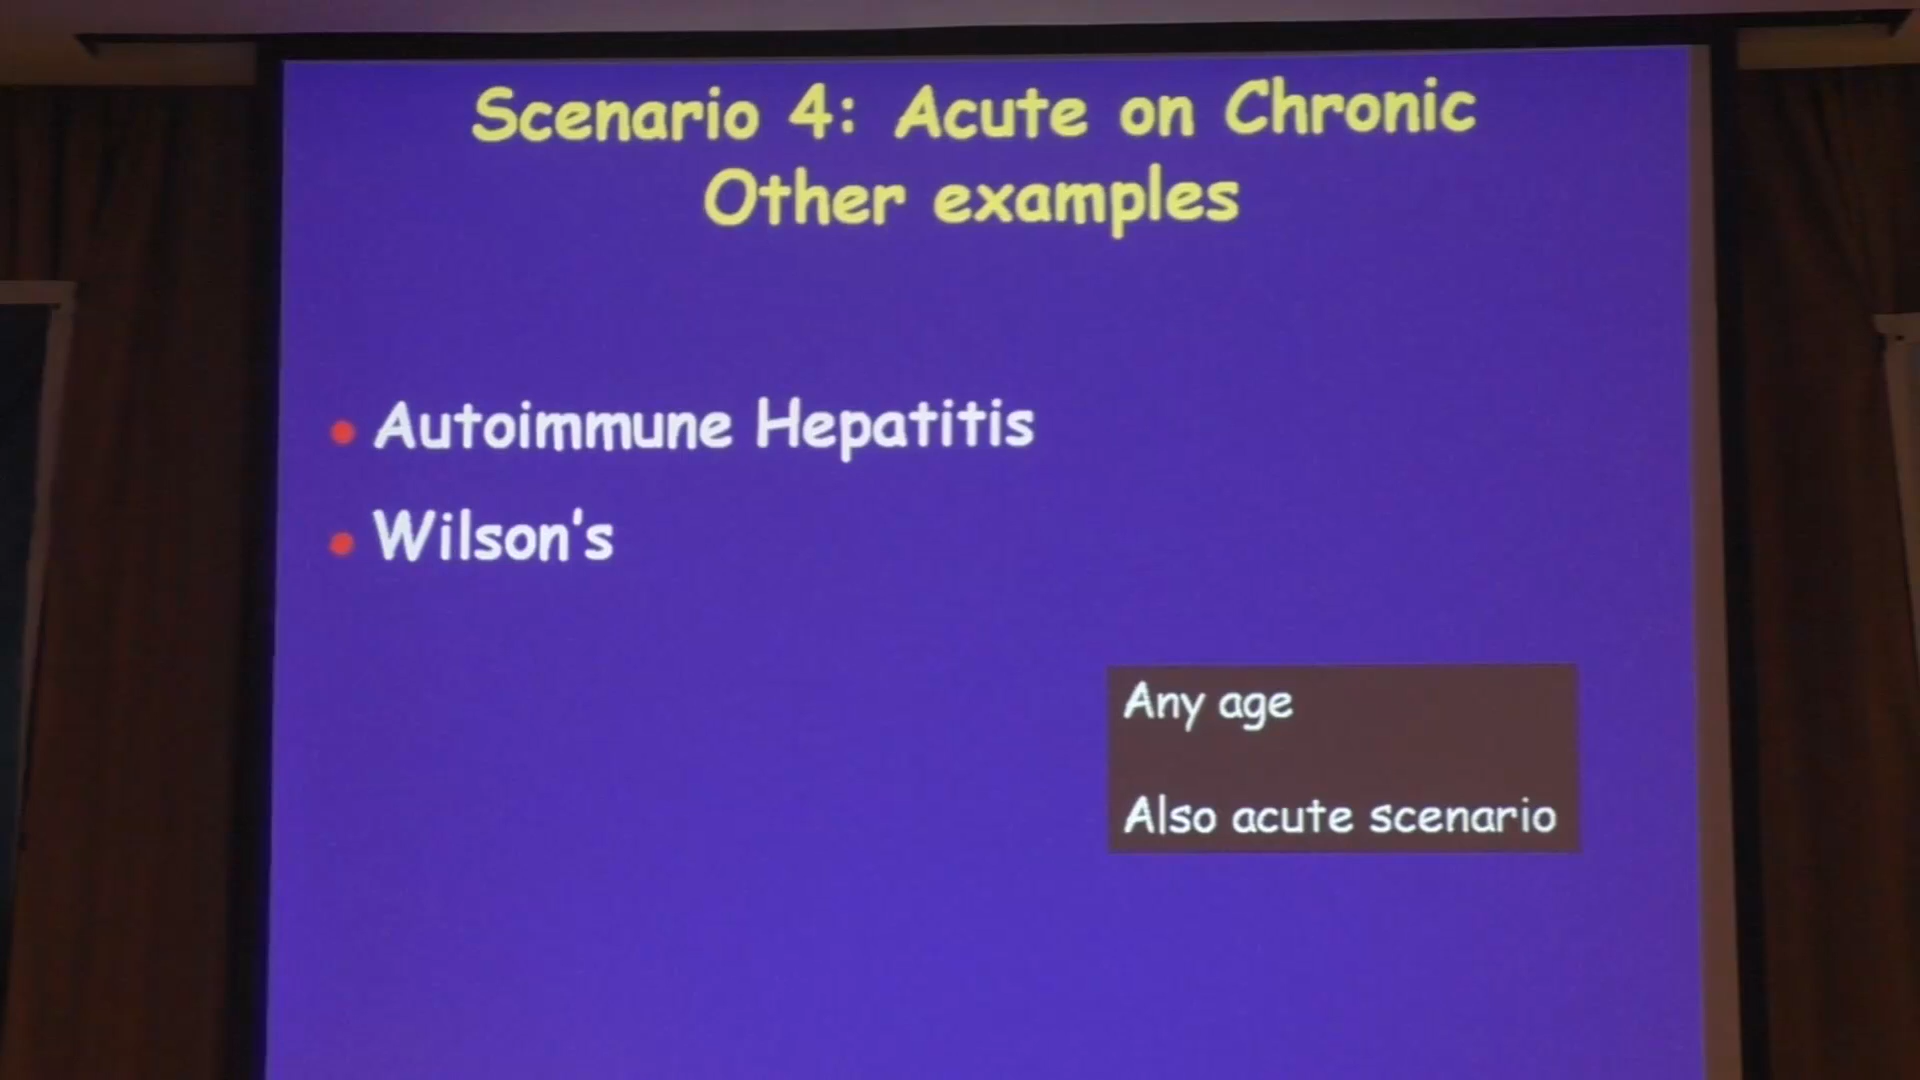 Scenario 4: Acute on Chronic
Other examples
Autoimmune Hepatitis
Wilson's
Any age
Also acute scenario